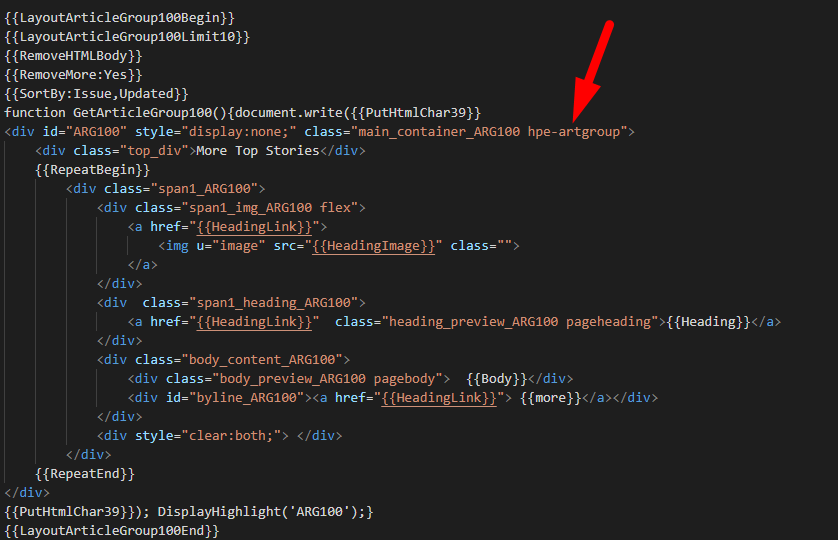 {{LayoutArticleGroup100Begin}}
{{LayoutArticleGroup100Limit10}}
{{RemoveHTMLBody}}
{{RemoveMore:Yes}}
{{SortBy:Issue,Updated}}
function GetArticleGroup100(){document.write({{PutHtmlChar39}}
<div id="ARG100" style="display:none;" class="main_container_ARG100 hpe-artgroup">
    <div class="top_div">More Top Stories</div>
    {{RepeatBegin}}
        <div class="span1_ARG100">
            <div class="span1_img_ARG100 flex">
                <a href="{{HeadingLink}}">
                    <img u="image" src="{{HeadingImage}}" class="">
                </a>
            </div>
            <div  class="span1_heading_ARG100">
                <a href="{{HeadingLink}}"  class="heading_preview_ARG100 pageheading">{{Heading}}</a>
            </div>
            <div class="body_content_ARG100">
                <div class="body_preview_ARG100 pagebody">  {{Body}}</div>
                <div id="byline_ARG100"><a href="{{HeadingLink}}"> {{more}}</a></div>
            </div>
            <div style="clear:both;"> </div>
        </div>
    {{RepeatEnd}}
</div>
{{PutHtmlChar39}}); DisplayHighlight('ARG100');}
{{LayoutArticleGroup100End}}